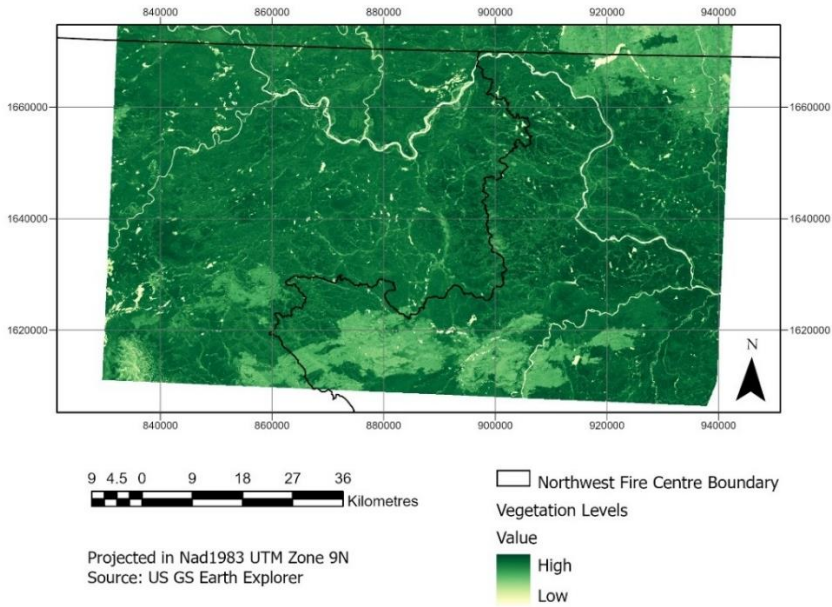 840000 860000 880000 900000 920000 940000
1660000 1660000
1640000 1640000
1620000 1620000
N
840000 860000 880000 900000 920000 940000
9 4.5 0 9 18 27 36
Kilometres
Northwest Fire Centre Boundary
Vegetation Levels
Value
High
Low
Projected in Nad1983 UTM Zone 9N
Source: US GS Earth Explorer